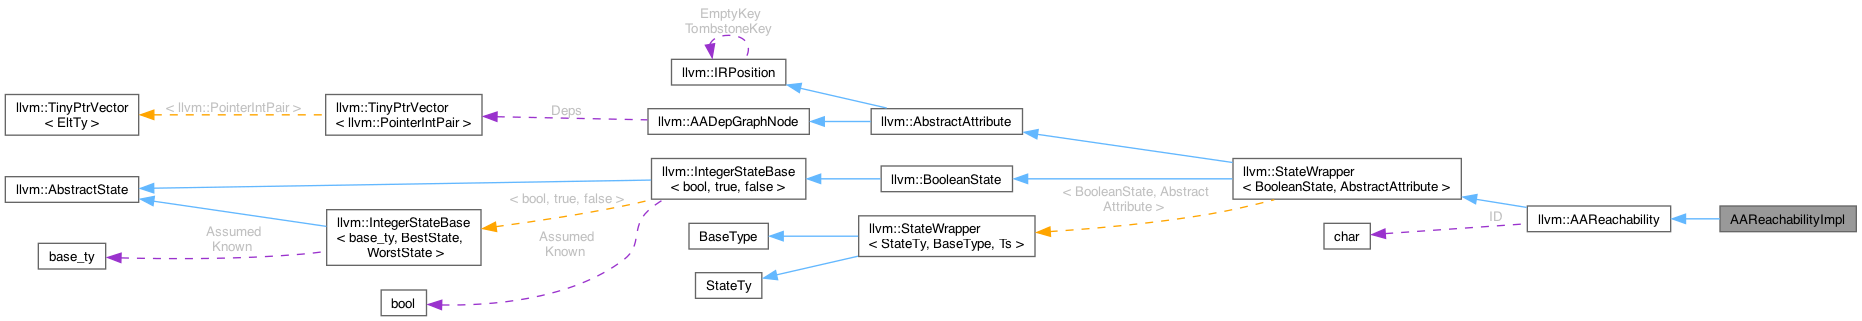 EmptyKey
TombstoneKey
llvm::IRPosition
llvm::TinyPtrVector
< EltTy >
< llvm::PointerIntPair >
llvm::TinyPtrVector
< llvm::PointerIntPair >
Deps
llvm::AADepGraphNode
llvm::AbstractAttribute
llvm::AbstractState
llvm::IntegerStateBase
< bool, true, false >
llvm::BooleanState
llvm::StateWrapper
< BooleanState, AbstractAttribute >
< bool, true, false >
< BooleanState, Abstract
Attribute >
llvm::IntegerStateBase
< base_ty, BestState,
WorstState >
Assumed
Known
base_ty
Assumed
Known
bool
BaseType
StateTy
llvm::StateWrapper
< StateTy, BaseType, Ts >
char
ID
llvm::AAReachability
AAReachabilityImpl